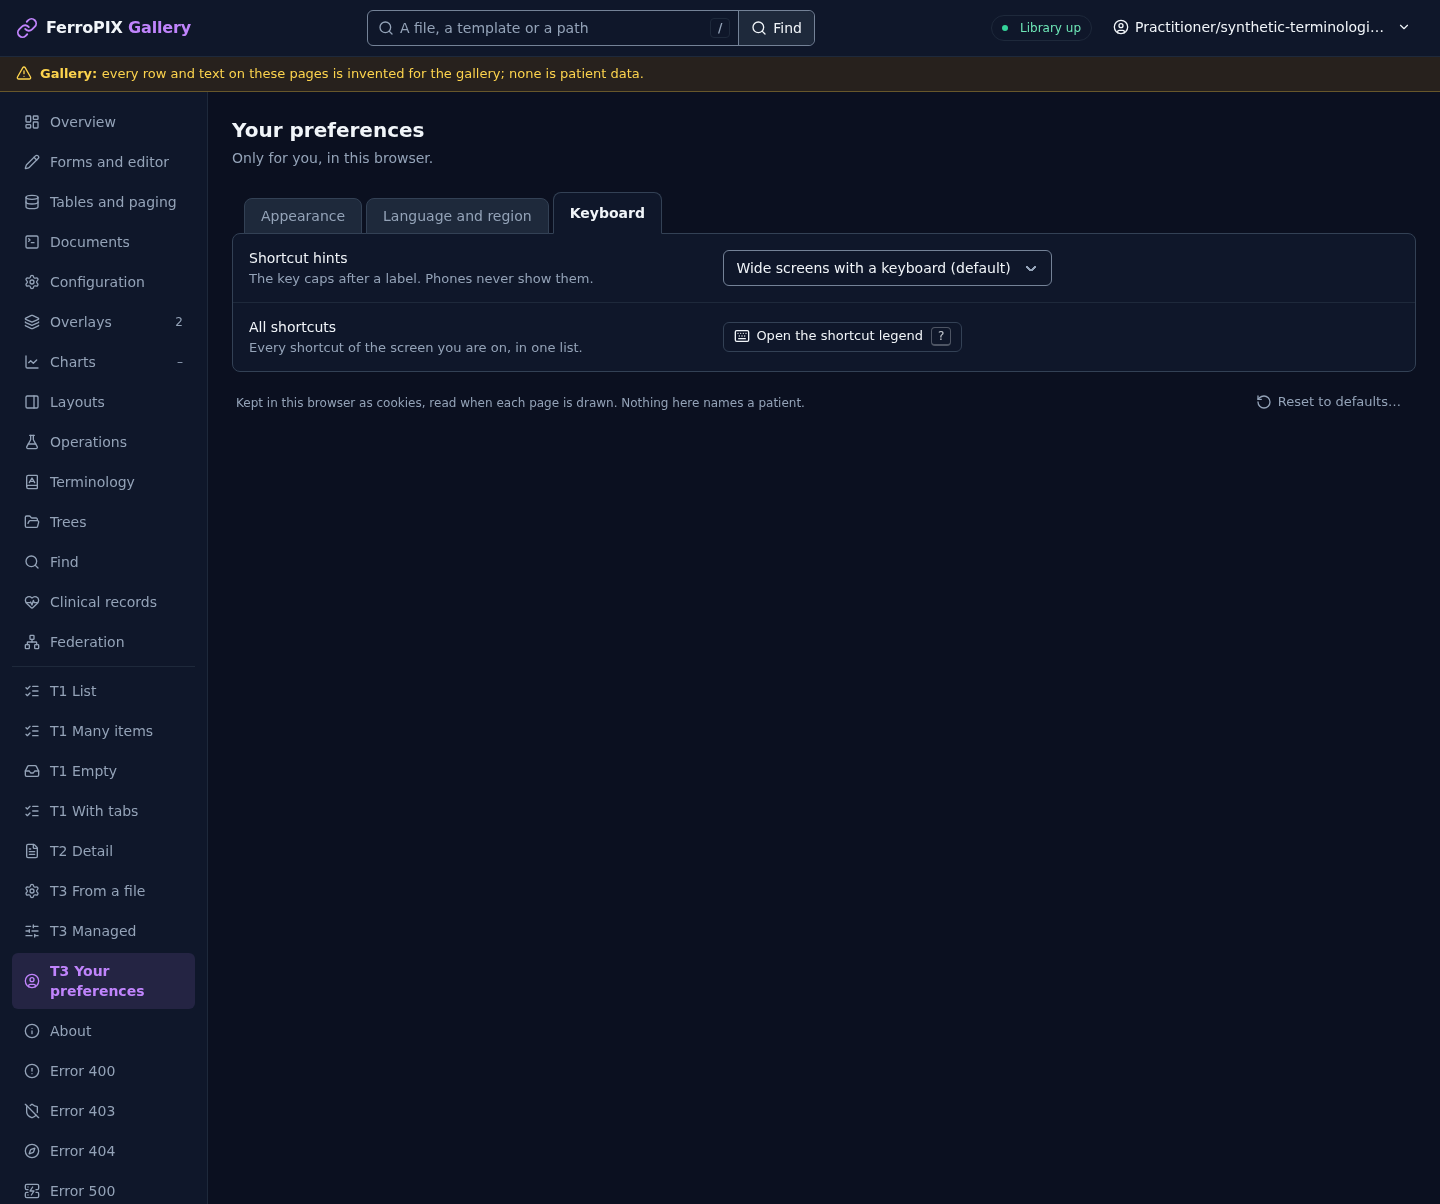 FerroPIX Gallery
A file, a template or a path
/
Find
Library up
Practitioner/synthetic-terminologi…
Gallery: every row and text on these pages is invented for the gallery; none is patient data.
Overview
Forms and editor
Tables and paging
Documents
Configuration
Overlays 2
Charts –
Layouts
Operations
Terminology
Trees
Find
Clinical records
Federation
T1 List
T1 Many items
T1 Empty
T1 With tabs
T2 Detail
T3 From a file
T3 Managed
T3 Your
preferences
About
Error 400
Error 403
Error 404
Error 500
Your preferences
Only for you, in this browser.
Appearance
Language and region
Keyboard
Shortcut hints
The key caps after a label. Phones never show them.
Wide screens with a keyboard (default)
All shortcuts
Every shortcut of the screen you are on, in one list.
Open the shortcut legend ?
Kept in this browser as cookies, read when each page is drawn. Nothing here names a patient.
Reset to defaults…